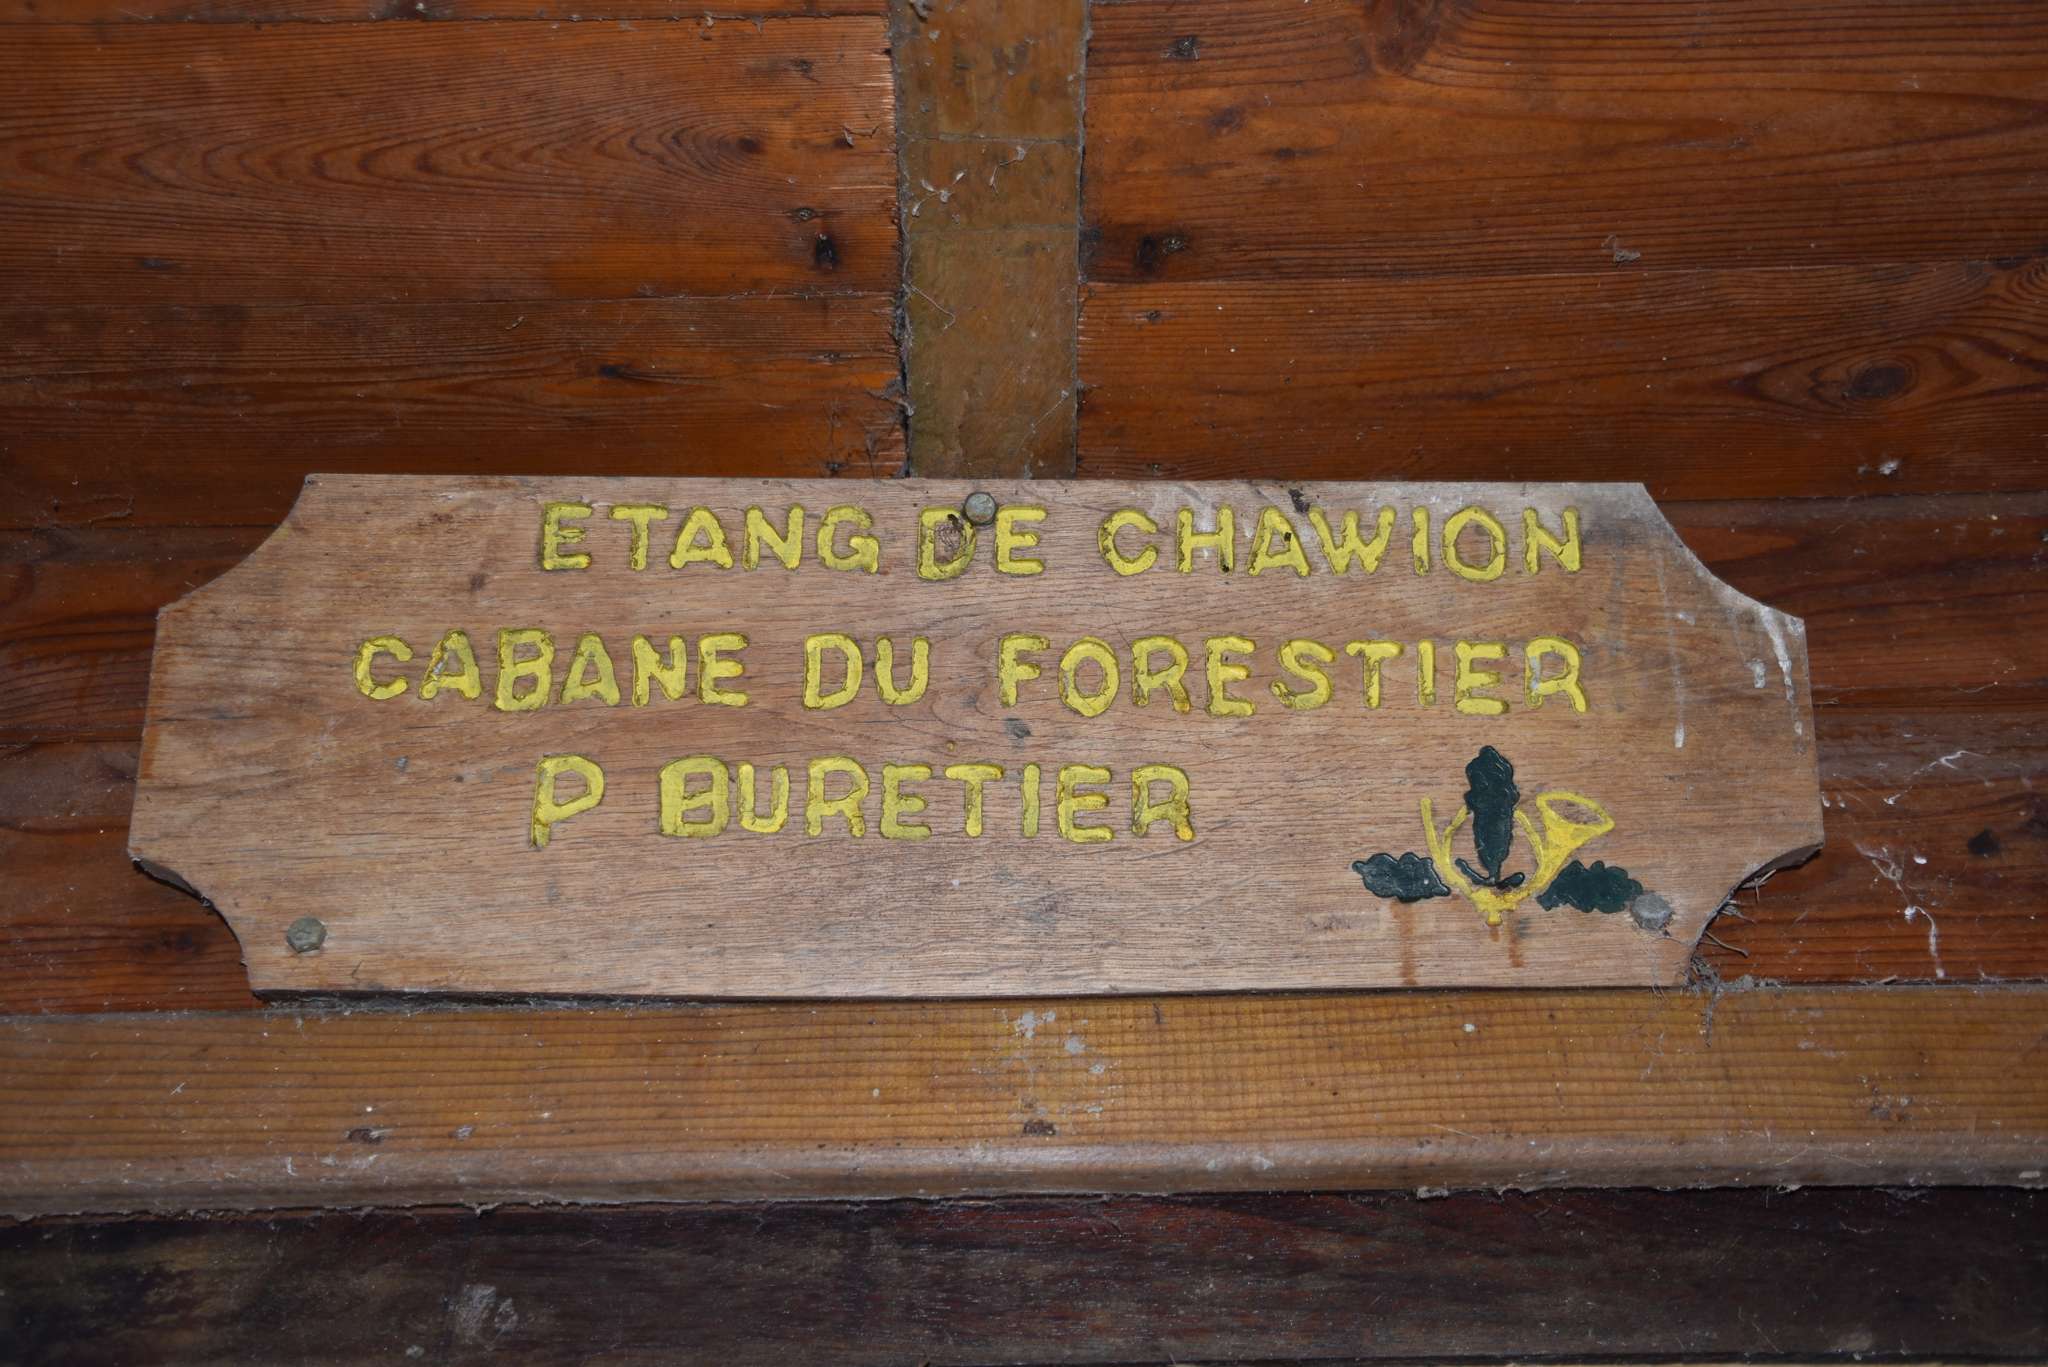 ETANG DE CHAWION
CABANE DU FORESTIER
P BURETIER